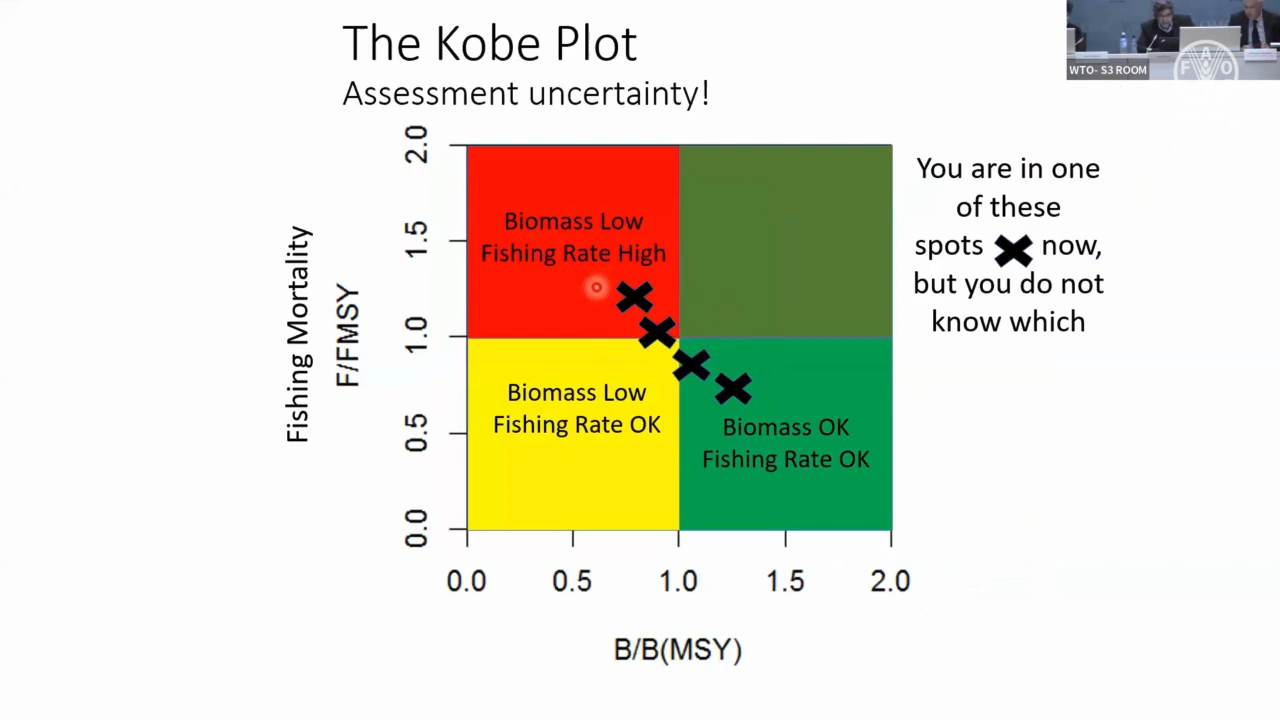 The Kobe Plot
Assessment uncertainty!
WTO- S3 ROOM
FAO
Fishing Mortality
F/FMSY
2.0
1.5
1.0
0.5
0.0
Biomass Low
Fishing Rate High
Biomass Low
Fishing Rate OK
Biomass OK
Fishing Rate OK
You are in one
of these
spots now,
but you do not
know which
0.0 0.5 1.0 1.5 2.0
B/B(MSY)